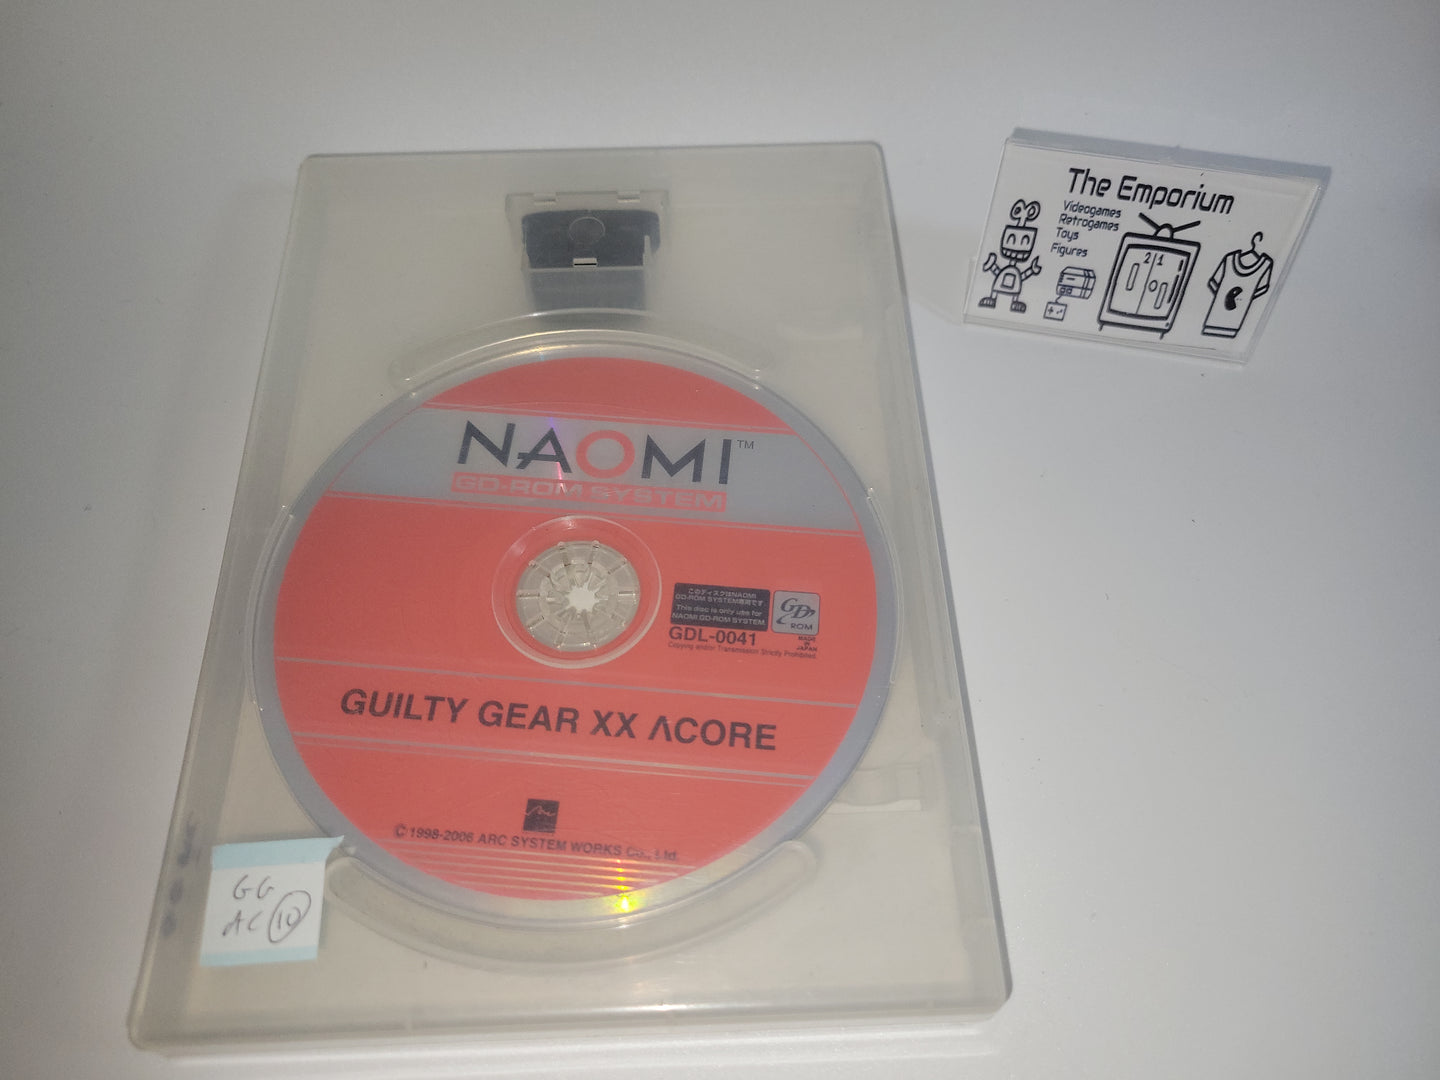 The Emporium
Videogames
Retrogames
Toys
Figures
2 1
NAOMI™
GD-ROM SYSTEM
このディスクはNAOMI
GD-ROM SYSTEM専用です
This disc is only use for
NAOMI GD-ROM SYSTEM
GD
ROM
GDL-0041
MADE
IN
JAPAN
Copying and/or Transmission Strictly Prohibited.
GUILTY GEAR XX ΛCORE
© 1998-2006 ARC SYSTEM WORKS Co., Ltd.
GG
AC 10